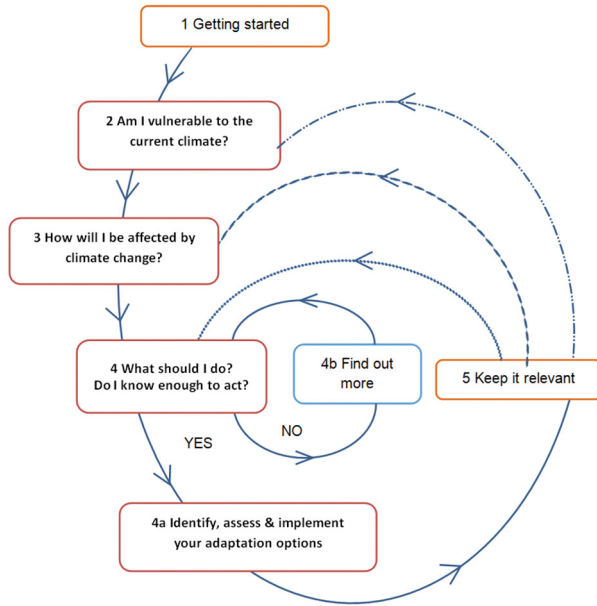 1 Getting started
2 Am I vulnerable to the
current climate?
3 How will I be affected by
climate change?
4 What should I do?
Do I know enough to act?
4b Find out
more
5 Keep it relevant
YES
NO
4a Identify, assess & implement
your adaptation options